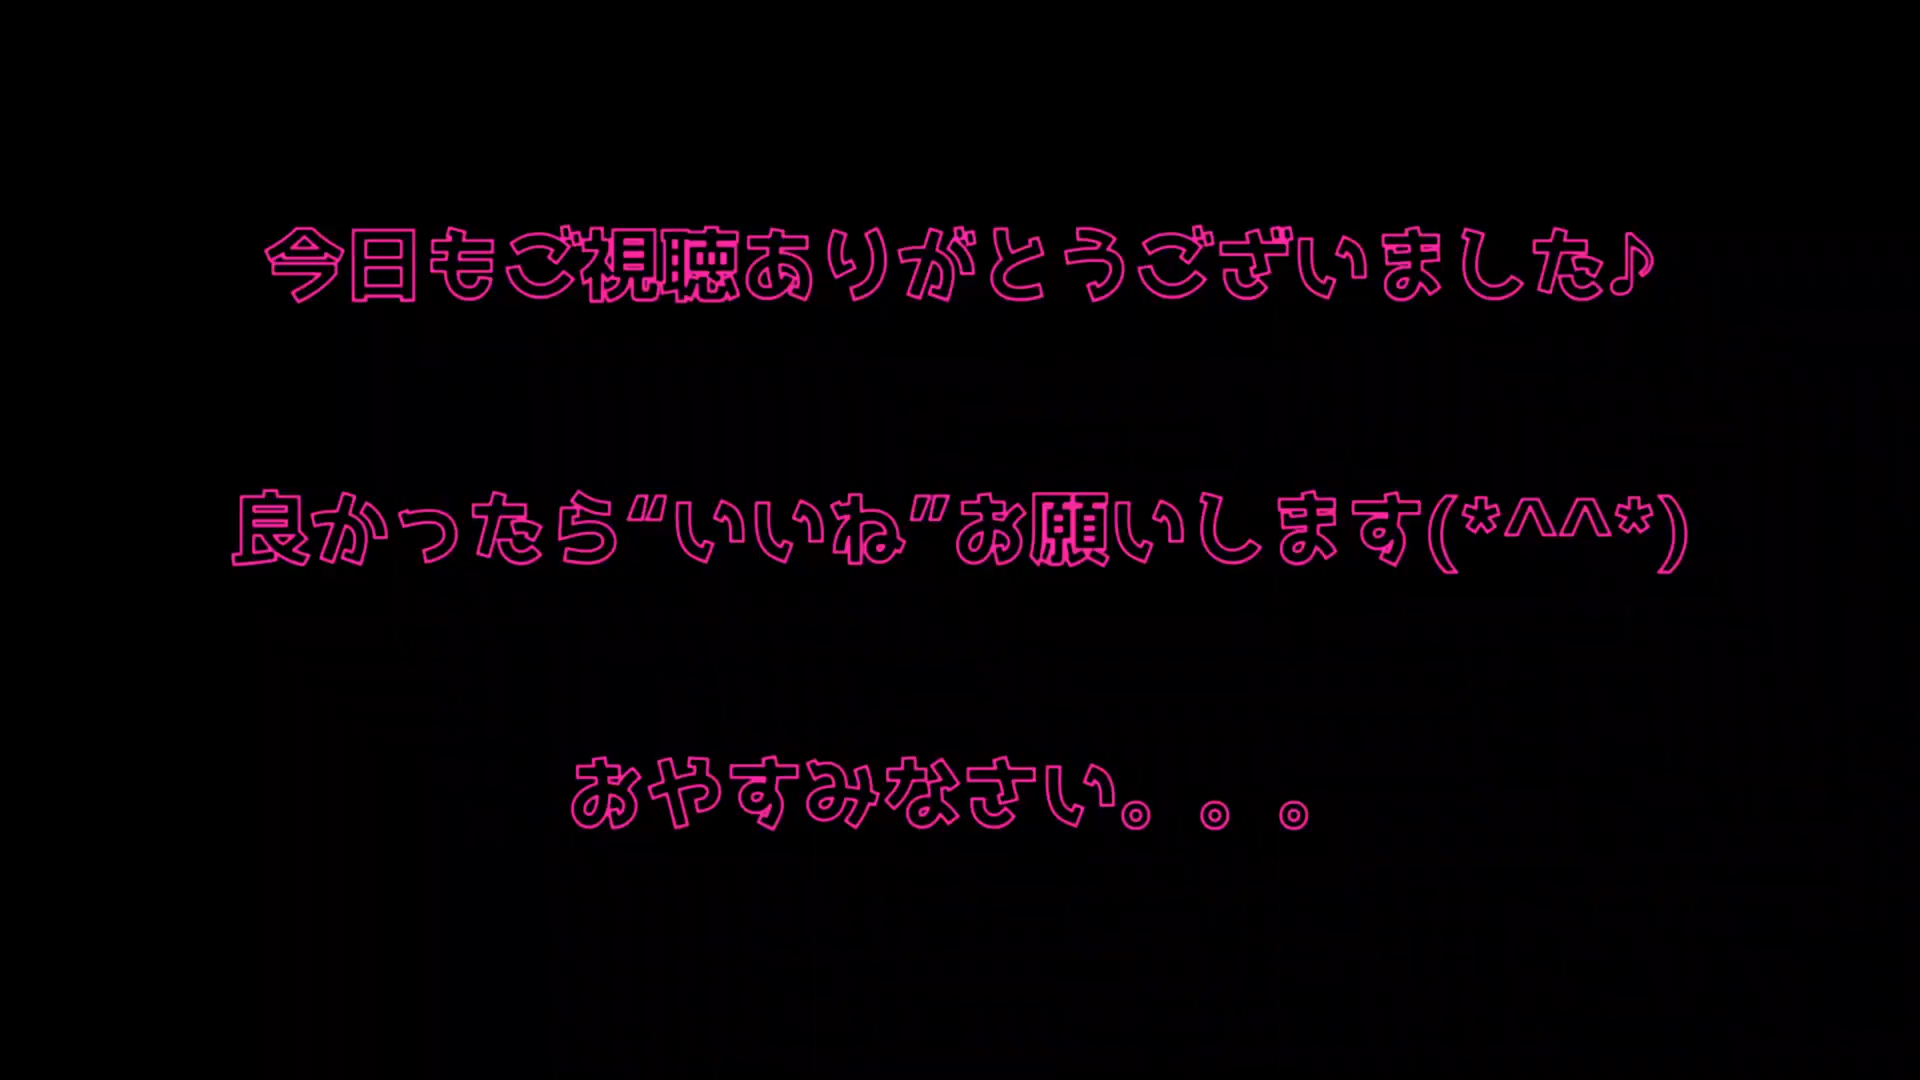 今日もご視聴ありがとうございました♪
良かったら“いいね”お願いします(*^^*)
おやすみなさい。。。